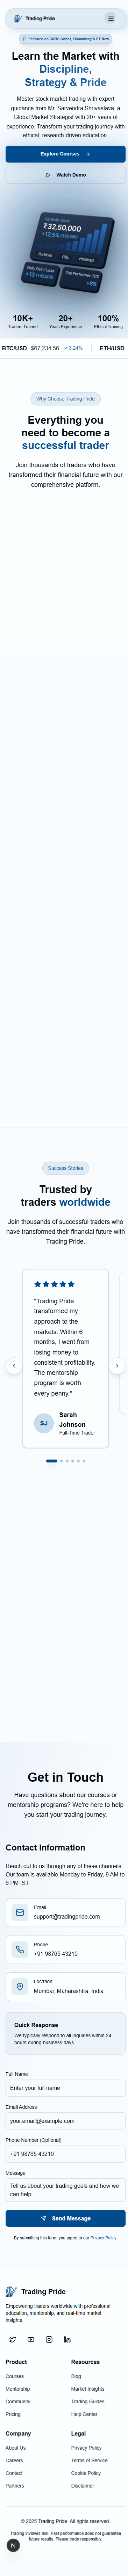 Trading Pride
Featured on CNBC Awaaz, Bloomberg & ET Now
Learn the Market with
Discipline,
Strategy & Pride
Master stock market trading with expert
guidance from Mr. Sarvendra Shrivastava, a
Global Market Strategist with 20+ years of
experience. Transform your trading journey with
ethical, research-driven education.
Explore Courses
Watch Demo
Portfolio Value
₹32,50,000
+12.5%
Portfolio
P&L
Holdings
Today Gain / Loss
Top Performer
10K+
20+
100%
Traders Trained
Years Experience
Ethical Training
BTC/USD $67,234.56 3.24% ETH/USD
Why Choose Trading Pride
Everything you
need to become a
successful trader
Join thousands of traders who have
transformed their financial future with our
comprehensive platform.
Success Stories
Trusted by
traders worldwide
Join thousands of successful traders who
have transformed their financial future with
Trading Pride.
"Trading Pride
transformed my
approach to the
markets. Within 6
months, I went from
losing money to
consistent profitability.
The mentorship
program is worth
every penny."
SJ
Sarah
Johnson
Full-Time Trader
Get in Touch
Have questions about our courses or
mentorship programs? We're here to help
you start your trading journey.
Contact Information
Reach out to us through any of these channels.
Our team is available Monday to Friday, 9 AM to
6 PM IST.
Email
support@tradingpride.com
Phone
+91 98765 43210
Location
Mumbai, Maharashtra, India
Quick Response
We typically respond to all inquiries within 24
hours during business days.
Full Name
Enter your full name
Email Address
your.email@example.com
Phone Number (Optional)
+91 98765 43210
Message
Tell us about your trading goals and how we
can help...
Send Message
By submitting this form, you agree to our Privacy Policy.
Trading Pride
Empowering traders worldwide with professional
education, mentorship, and real-time market
insights.
Product
Resources
Courses
Blog
Mentorship
Market Insights
Community
Trading Guides
Pricing
Help Center
Company
Legal
About Us
Privacy Policy
Careers
Terms of Service
Contact
Cookie Policy
Partners
Disclaimer
© 2025 Trading Pride. All rights reserved.
Trading involves risk. Past performance does not guarantee
future results. Please trade responsibly.
N